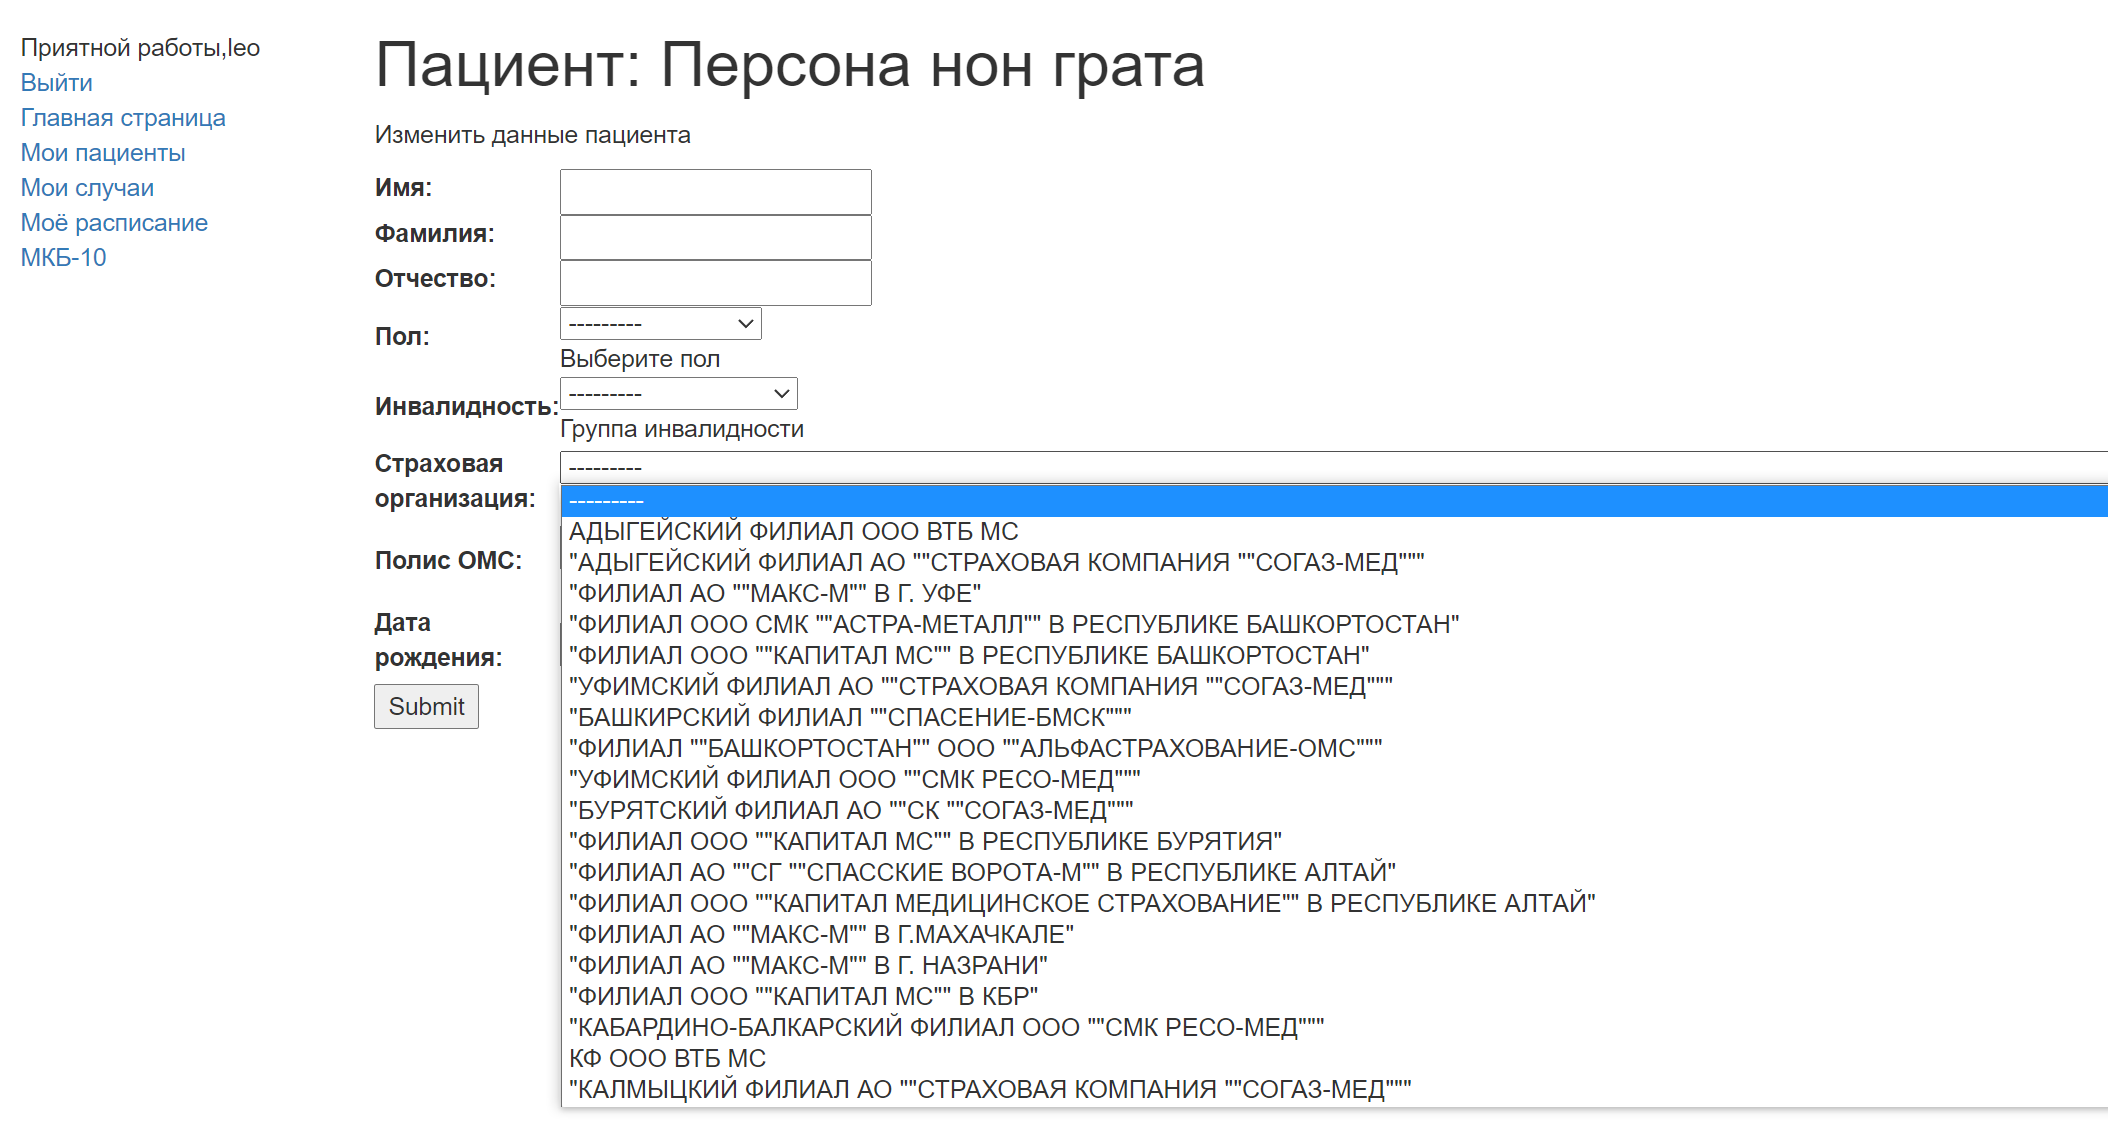 Приятной работы,leo
Выйти
Главная страница
Мои пациенты
Мои случаи
Моё расписание
МКБ-10
Пациент: Персона нон грата
Изменить данные пациента
Имя:
Фамилия:
Отчество:
Пол:
---------
Выберите пол
Инвалидность:
---------
Группа инвалидности
Страховая
организация:
---------
---------
АДЫГЕЙСКИЙ ФИЛИАЛ ООО ВТБ МС
"АДЫГЕЙСКИЙ ФИЛИАЛ АО ""СТРАХОВАЯ КОМПАНИЯ ""СОГАЗ-МЕД"""
"ФИЛИАЛ АО ""МАКС-М"" В Г. УФЕ"
"ФИЛИАЛ ООО СМК ""АСТРА-МЕТАЛЛ"" В РЕСПУБЛИКЕ БАШКОРТОСТАН"
"ФИЛИАЛ ООО ""КАПИТАЛ МС"" В РЕСПУБЛИКЕ БАШКОРТОСТАН"
"УФИМСКИЙ ФИЛИАЛ АО ""СТРАХОВАЯ КОМПАНИЯ ""СОГАЗ-МЕД"""
"БАШКИРСКИЙ ФИЛИАЛ ""СПАСЕНИЕ-БМСК"""
"ФИЛИАЛ ""БАШКОРТОСТАН"" ООО ""АЛЬФАСТРАХОВАНИЕ-ОМС"""
"УФИМСКИЙ ФИЛИАЛ ООО ""СМК РЕСО-МЕД"""
"БУРЯТСКИЙ ФИЛИАЛ АО ""СК ""СОГАЗ-МЕД"""
"ФИЛИАЛ ООО ""КАПИТАЛ МС"" В РЕСПУБЛИКЕ БУРЯТИЯ"
"ФИЛИАЛ АО ""СГ ""СПАССКИЕ ВОРОТА-М"" В РЕСПУБЛИКЕ АЛТАЙ"
"ФИЛИАЛ ООО ""КАПИТАЛ МЕДИЦИНСКОЕ СТРАХОВАНИЕ"" В РЕСПУБЛИКЕ АЛТАЙ"
"ФИЛИАЛ АО ""МАКС-М"" В Г.МАХАЧКАЛЕ"
"ФИЛИАЛ АО ""МАКС-М"" В Г. НАЗРАНИ"
"ФИЛИАЛ ООО ""КАПИТАЛ МС"" В КБР"
"КАБАРДИНО-БАЛКАРСКИЙ ФИЛИАЛ ООО ""СМК РЕСО-МЕД"""
КФ ООО ВТБ МС
"КАЛМЫЦКИЙ ФИЛИАЛ АО ""СТРАХОВАЯ КОМПАНИЯ ""СОГАЗ-МЕД"""
Полис ОМС:
Дата
рождения:
Submit